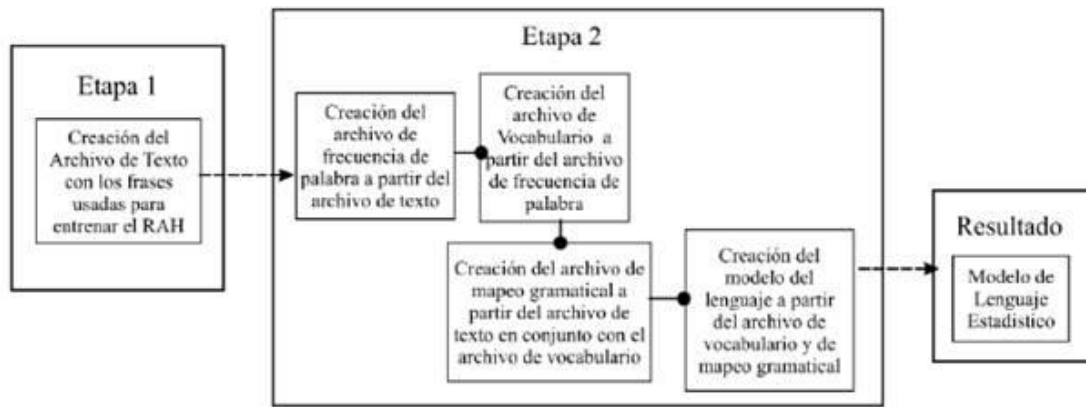 Etapa 1
Creación del
Archivo de Texto
con los frases
usadas para
entrenar el RAH
Etapa 2
Creación del
archivo de
frecuencia de
palabra a partir del
archivo de texto
Creación del
archivo de
Vocabulario a
partir del archivo
de frecuencia de
palabra
Creación del archivo de
mapeo gramatical a
partir del archivo de
texto en conjunto con el
archivo de vocabulario
Creación del
modelo del
lenguaje a partir
del archivo de
vocabulario y de
mapeo gramatical
Resultado
Modelo de
Lenguaje
Estadístico